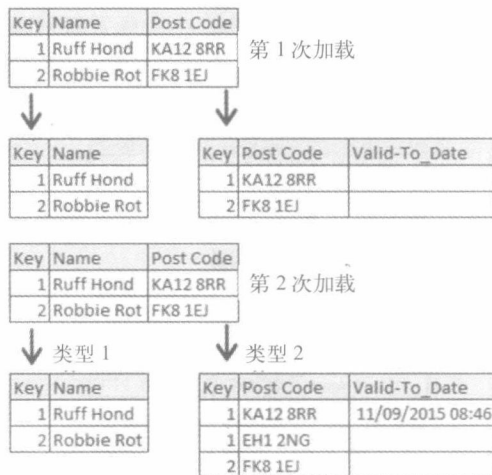 Key Name Post Code
1 Ruff Hond KA12 8RR
2 Robbie Rot FK8 1EJ
第 1 次加载
Key Name
1 Ruff Hond
2 Robbie Rot
Key Post Code Valid-To_Date
1 KA12 8RR
2 FK8 1EJ
Key Name Post Code
1 Ruff Hond KA12 8RR
2 Robbie Rot FK8 1EJ
第 2 次加载
类型 1
类型 2
Key Name
1 Ruff Hond
2 Robbie Rot
Key Post Code Valid-To_Date
1 KA12 8RR 11/09/2015 08:46
1 EH1 2NG
2 FK8 1EJ